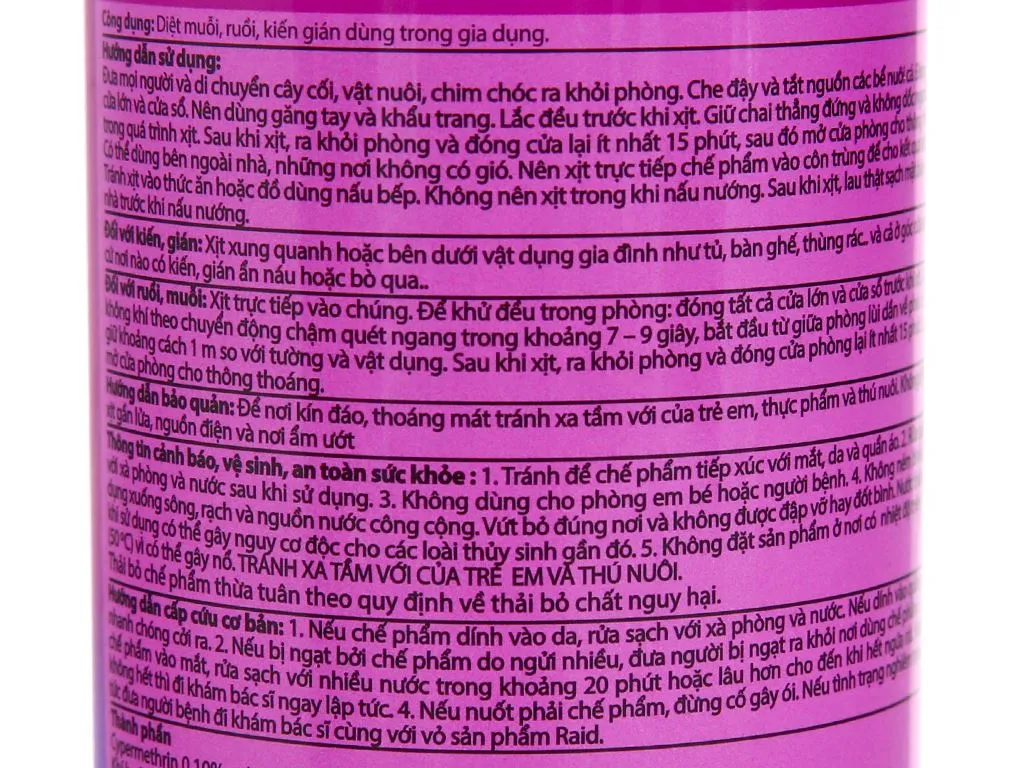 Công dụng: Diệt muỗi, ruồi, kiến gián dùng trong gia dụng.
Hướng dẫn sử dụng:
Đưa mọi người và di chuyển cây cối, vật nuôi, chim chóc ra khỏi phòng. Che đậy và tắt nguồn các bể nuôi cá
cửa lớn và cửa sổ. Nên dùng găng tay và khẩu trang. Lắc đều trước khi xịt. Giữ chai thẳng đứng và không dốc
trong quá trình xịt. Sau khi xịt, ra khỏi phòng và đóng cửa lại ít nhất 15 phút, sau đó mở cửa phòng cho
Có thể dùng bên ngoài nhà, những nơi không có gió. Nên xịt trực tiếp chế phẩm vào côn trùng để cho kết
Tránh xịt vào thức ăn hoặc đồ dùng nấu bếp. Không nên xịt trong khi nấu nướng. Sau khi xịt, lau thật sạch
nhà trước khi nấu nướng.
Đối với kiến, gián: Xịt xung quanh hoặc bên dưới vật dụng gia đình như tủ, bàn ghế, thùng rác.. và cả ở góc
cứ nơi nào có kiến, gián ẩn náu hoặc bò qua..
Đối với ruồi, muỗi: Xịt trực tiếp vào chúng. Để khử đều trong phòng: đóng tất cả cửa lớn và cửa sổ trước khi
không khí theo chuyển động chậm quét ngang trong khoảng 7 – 9 giây, bắt đầu từ giữa phòng lùi dần về
giữ khoảng cách 1 m so với tường và vật dụng. Sau khi xịt, ra khỏi phòng và đóng cửa phòng lại ít nhất 15
mở cửa phòng cho thông thoáng.
Hướng dẫn bảo quản: Để nơi kín đáo, thoáng mát tránh xa tầm với của trẻ em, thực phẩm và thú nuôi.
xịt gần lửa, nguồn điện và nơi ẩm ướt
Thông tin cảnh báo, vệ sinh, an toàn sức khỏe : 1. Tránh để chế phẩm tiếp xúc với mắt, da và quần áo. 2.
với xà phòng và nước sau khi sử dụng. 3. Không dùng cho phòng em bé hoặc người bệnh. 4. Không ném
dụng xuống sông, rạch và nguồn nước công cộng. Vứt bỏ đúng nơi và không được đập vỡ hay đốt bình.
khi sử dụng có thể gây nguy cơ độc cho các loài thủy sinh gần đó. 5. Không đặt sản phẩm ở nơi có nhiệt độ
50°C) vì có thể gây nổ. TRÁNH XA TẦM VỚI CỦA TRẺ EM VÀ THÚ NUÔI.
Thải bỏ chế phẩm thừa tuân theo quy định về thải bỏ chất nguy hại.
Hướng dẫn cấp cứu cơ bản: 1. Nếu chế phẩm dính vào da, rửa sạch với xà phòng và nước. Nếu dính vào
nhanh chóng cởi ra. 2. Nếu bị ngạt bởi chế phẩm do ngửi nhiều, đưa người bị ngạt ra khỏi nơi dùng chế
chế phẩm vào mắt, rửa sạch với nhiều nước trong khoảng 20 phút hoặc lâu hơn cho đến khi hết
không hết thì đi khám bác sĩ ngay lập tức. 4. Nếu nuốt phải chế phẩm, đừng cố gây ói. Nếu tình trạng
tức đưa người bệnh đi khám bác sĩ cùng với vỏ sản phẩm Raid.
Thành phần
Cypermethrin 0.10%